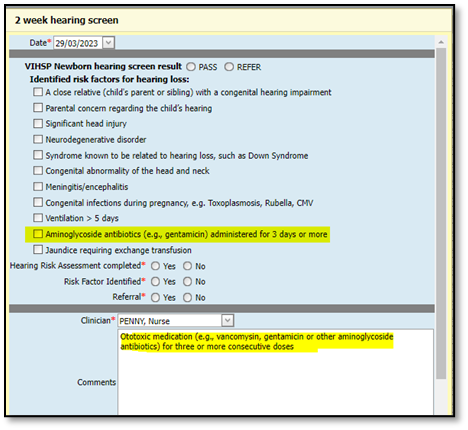 2 week hearing screen
Date* 29/03/2023
VIHSP Newborn hearing screen result PASS REFER
Identified risk factors for hearing loss:
A close relative (child's parent or sibling) with a congenital hearing impairment
Parental concern regarding the child's hearing
Significant head injury
Neurodegenerative disorder
Syndrome known to be related to hearing loss, such as Down Syndrome
Congenital abnormality of the head and neck
Meningitis/encephalitis
Congenital infections during pregnancy, e.g. Toxoplasmosis, Rubella, CMV
Ventilation > 5 days
Aminoglycoside antibiotics (e.g., gentamicin) administered for 3 days or more
Jaundice requiring exchange transfusion
Hearing Risk Assessment completed* Yes No
Risk Factor Identified* Yes No
Referral* Yes No
Clinician* PENNY, Nurse
Ototoxic medication (e.g., vancomysin, gentamicin or other aminoglycoside
antibiotics) for three or more consecutive doses
Comments